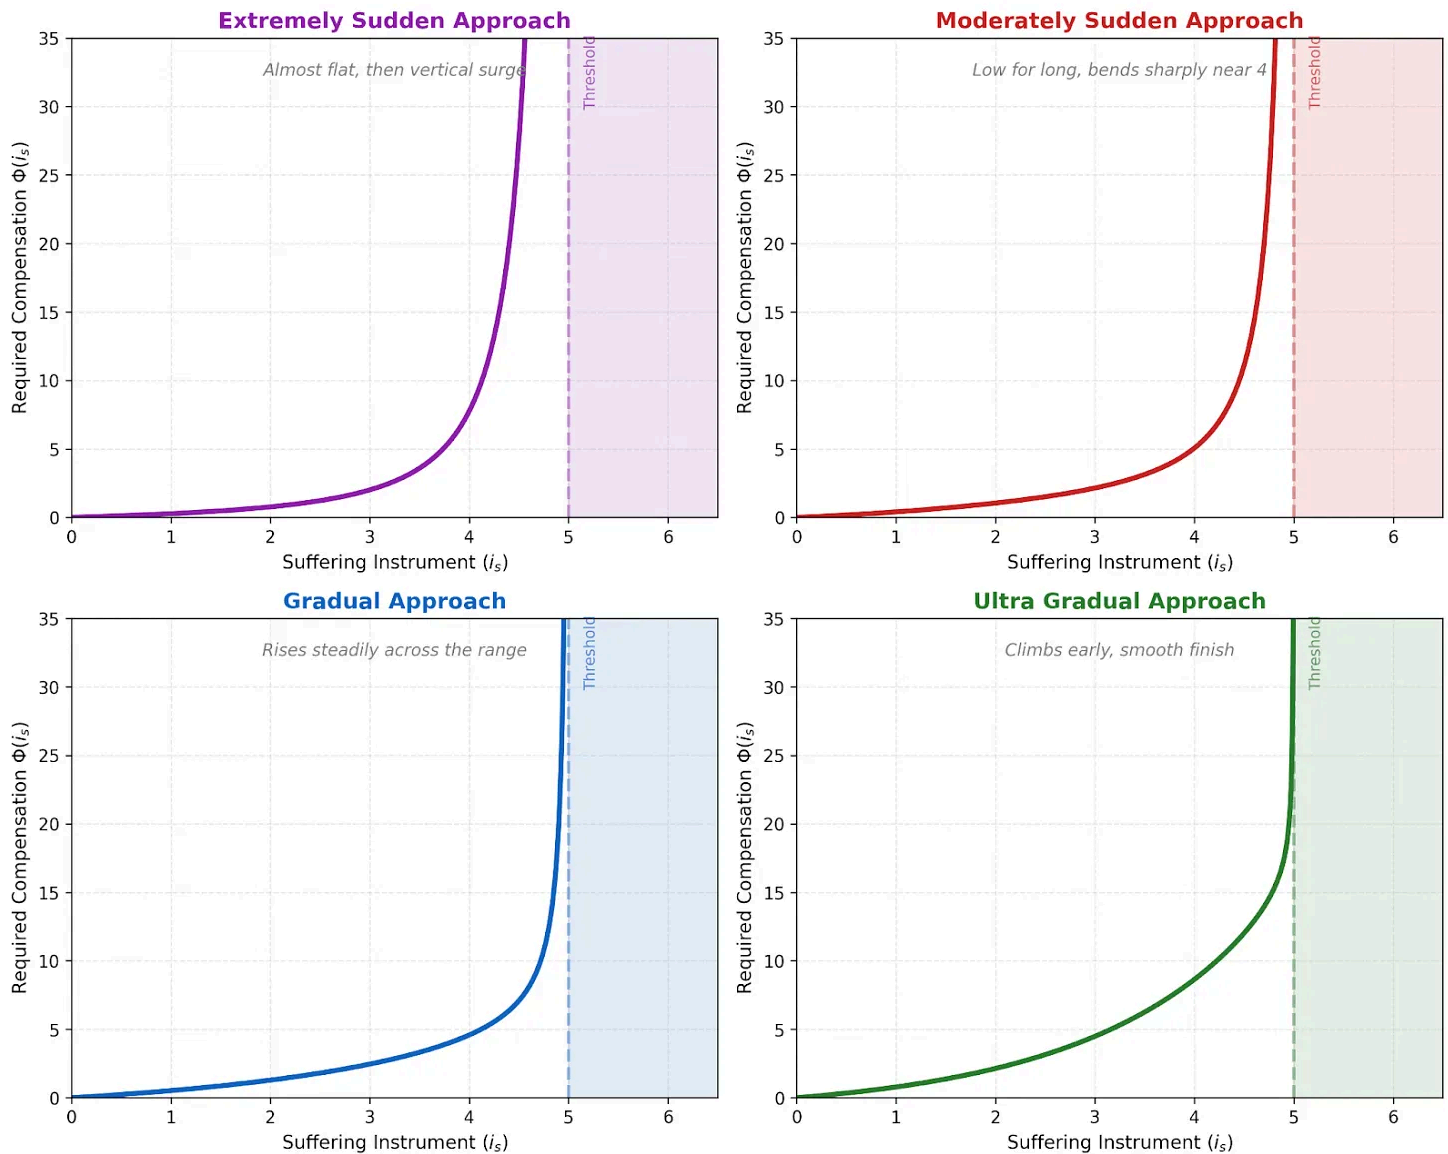 Extremely Sudden Approach
Almost flat, then vertical surge
Threshold
Required Compensation Φ(iₛ)
35
30
25
20
15
10
5
0
0 1 2 3 4 5 6
Suffering Instrument (iₛ)
Moderately Sudden Approach
Low for long, bends sharply near 4
Threshold
Required Compensation Φ(iₛ)
35
30
25
20
15
10
5
0
0 1 2 3 4 5 6
Suffering Instrument (iₛ)
Gradual Approach
Rises steadily across the range
Threshold
Required Compensation Φ(iₛ)
35
30
25
20
15
10
5
0
0 1 2 3 4 5 6
Suffering Instrument (iₛ)
Ultra Gradual Approach
Climbs early, smooth finish
Threshold
Required Compensation Φ(iₛ)
35
30
25
20
15
10
5
0
0 1 2 3 4 5 6
Suffering Instrument (iₛ)